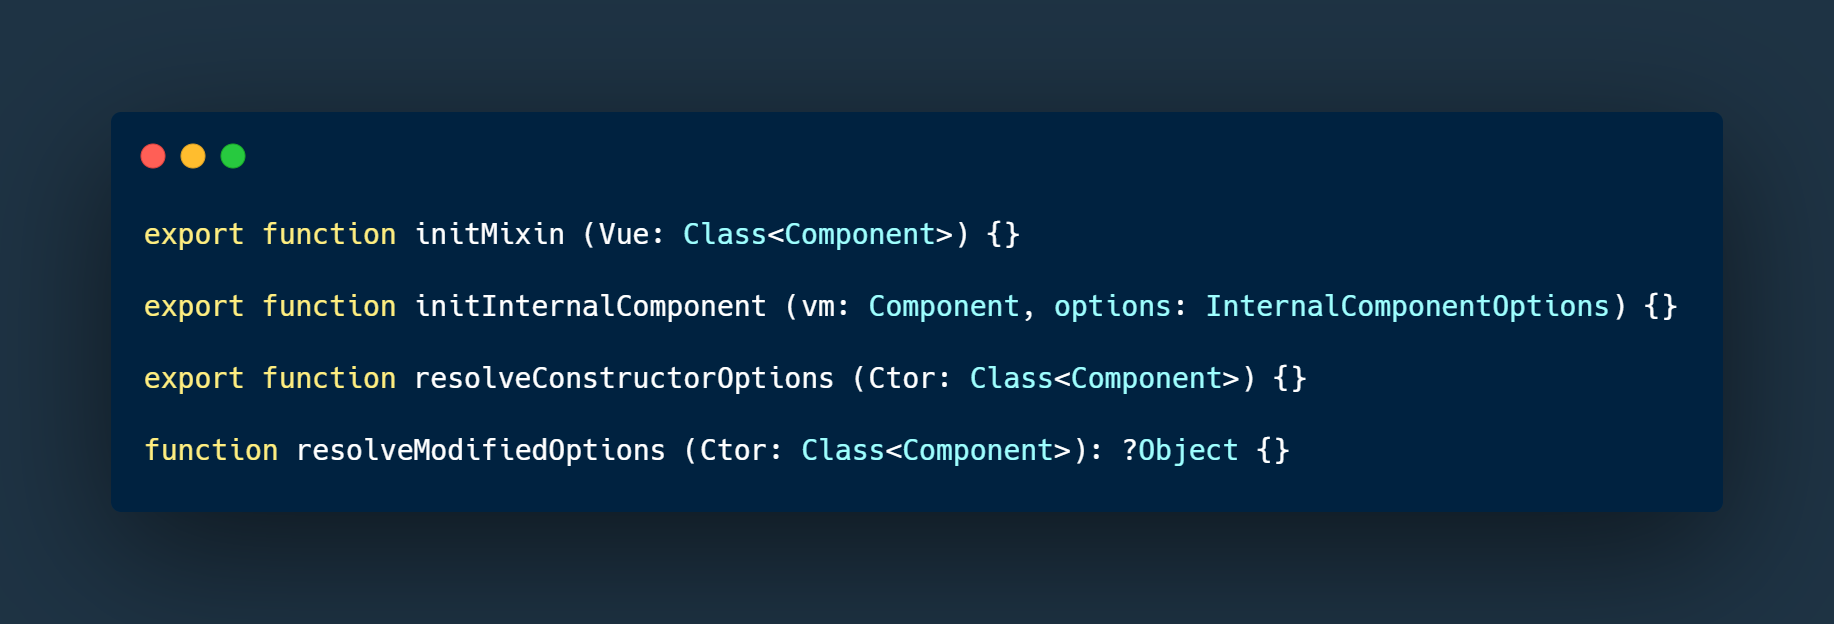 export function initMixin (Vue: Class<Component>) {}
export function initInternalComponent (vm: Component, options: InternalComponentOptions) {}
export function resolveConstructorOptions (Ctor: Class<Component>) {}
function resolveModifiedOptions (Ctor: Class<Component>): ?Object {}